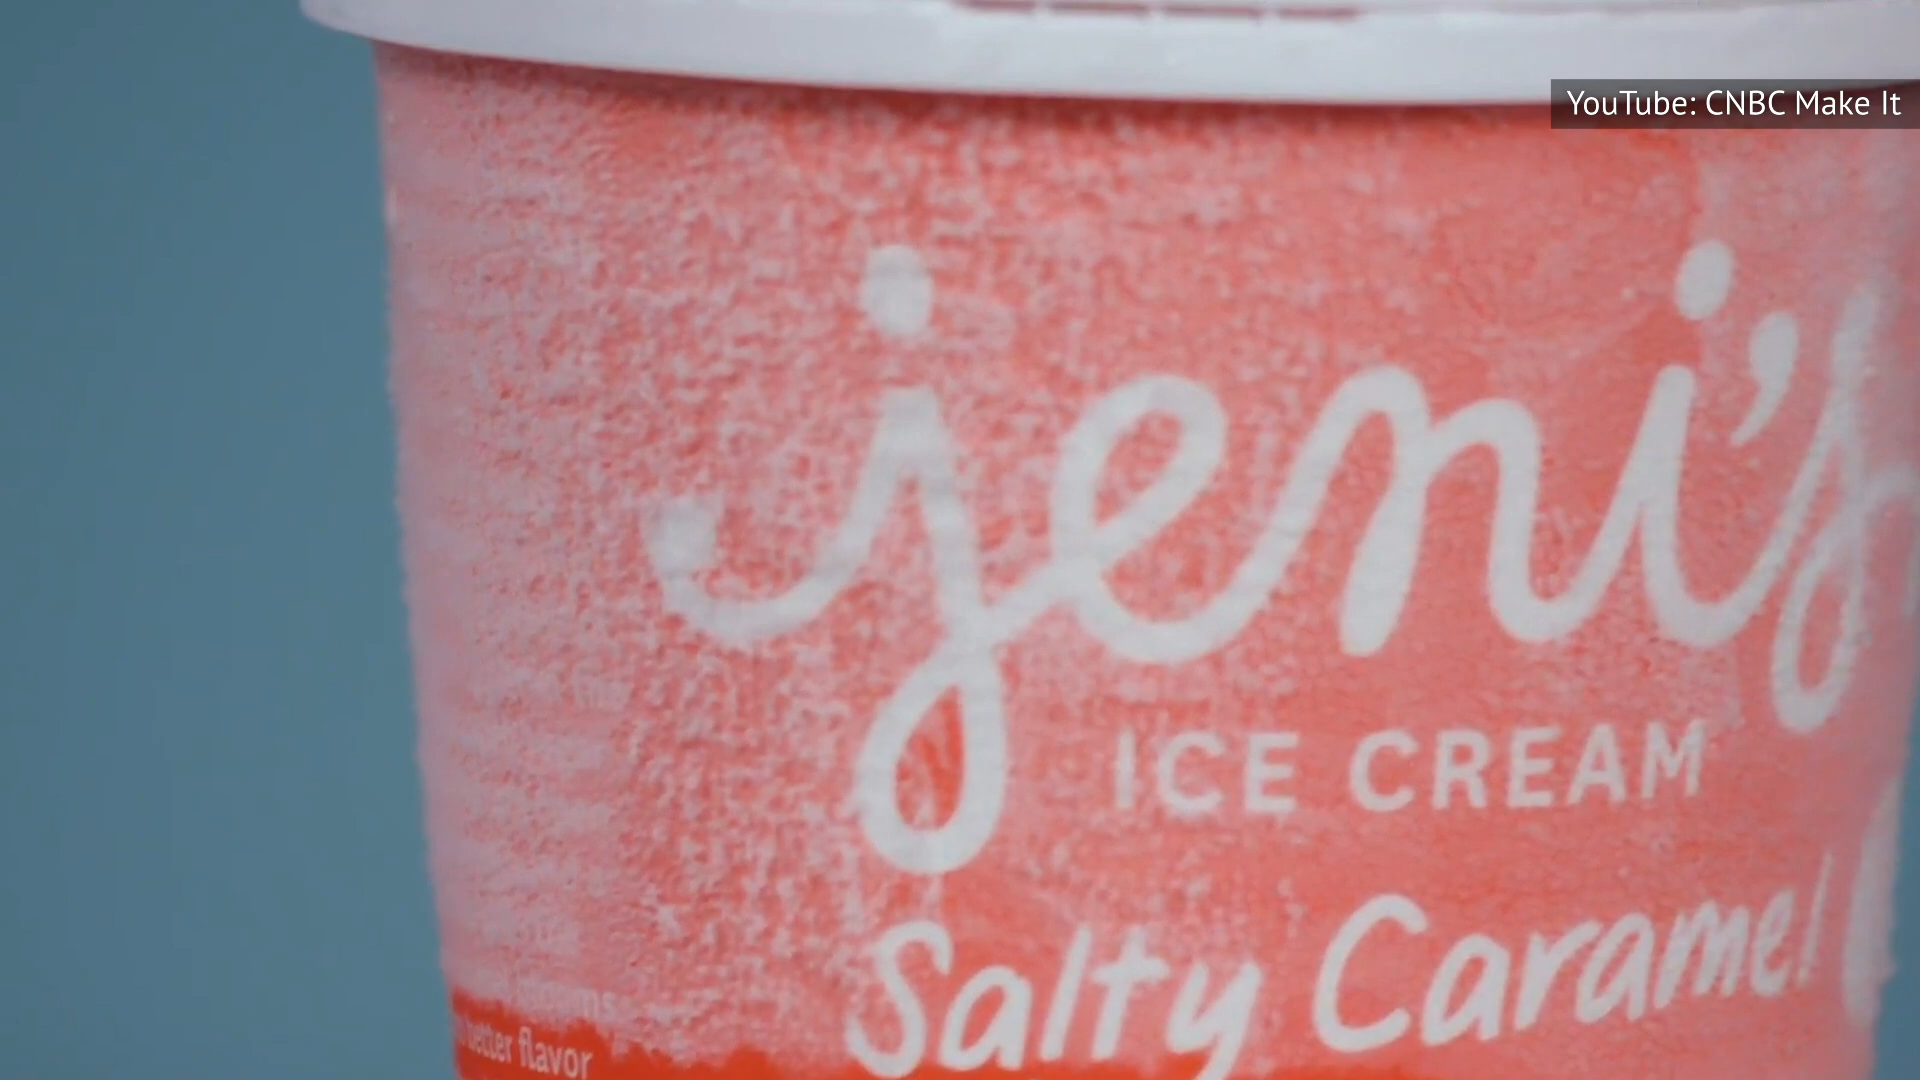 YouTube: CNBC Make It
jeni's
ICE CREAM
Salty Caramel
better flavor